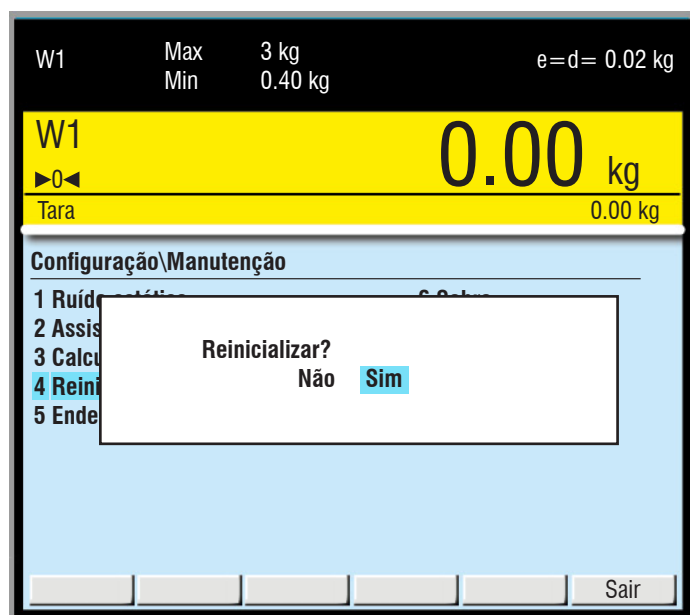 W1 Max 3 kg e=d= 0.02 kg
Min 0.40 kg
W1 0.00 kg
►0◄
Tara 0.00 kg
Configuração\Manutenção
1 Ruído
2 Assis
3 Calcu
4 Reini
5 Ende
Reinicializar?
Não Sim
Sair